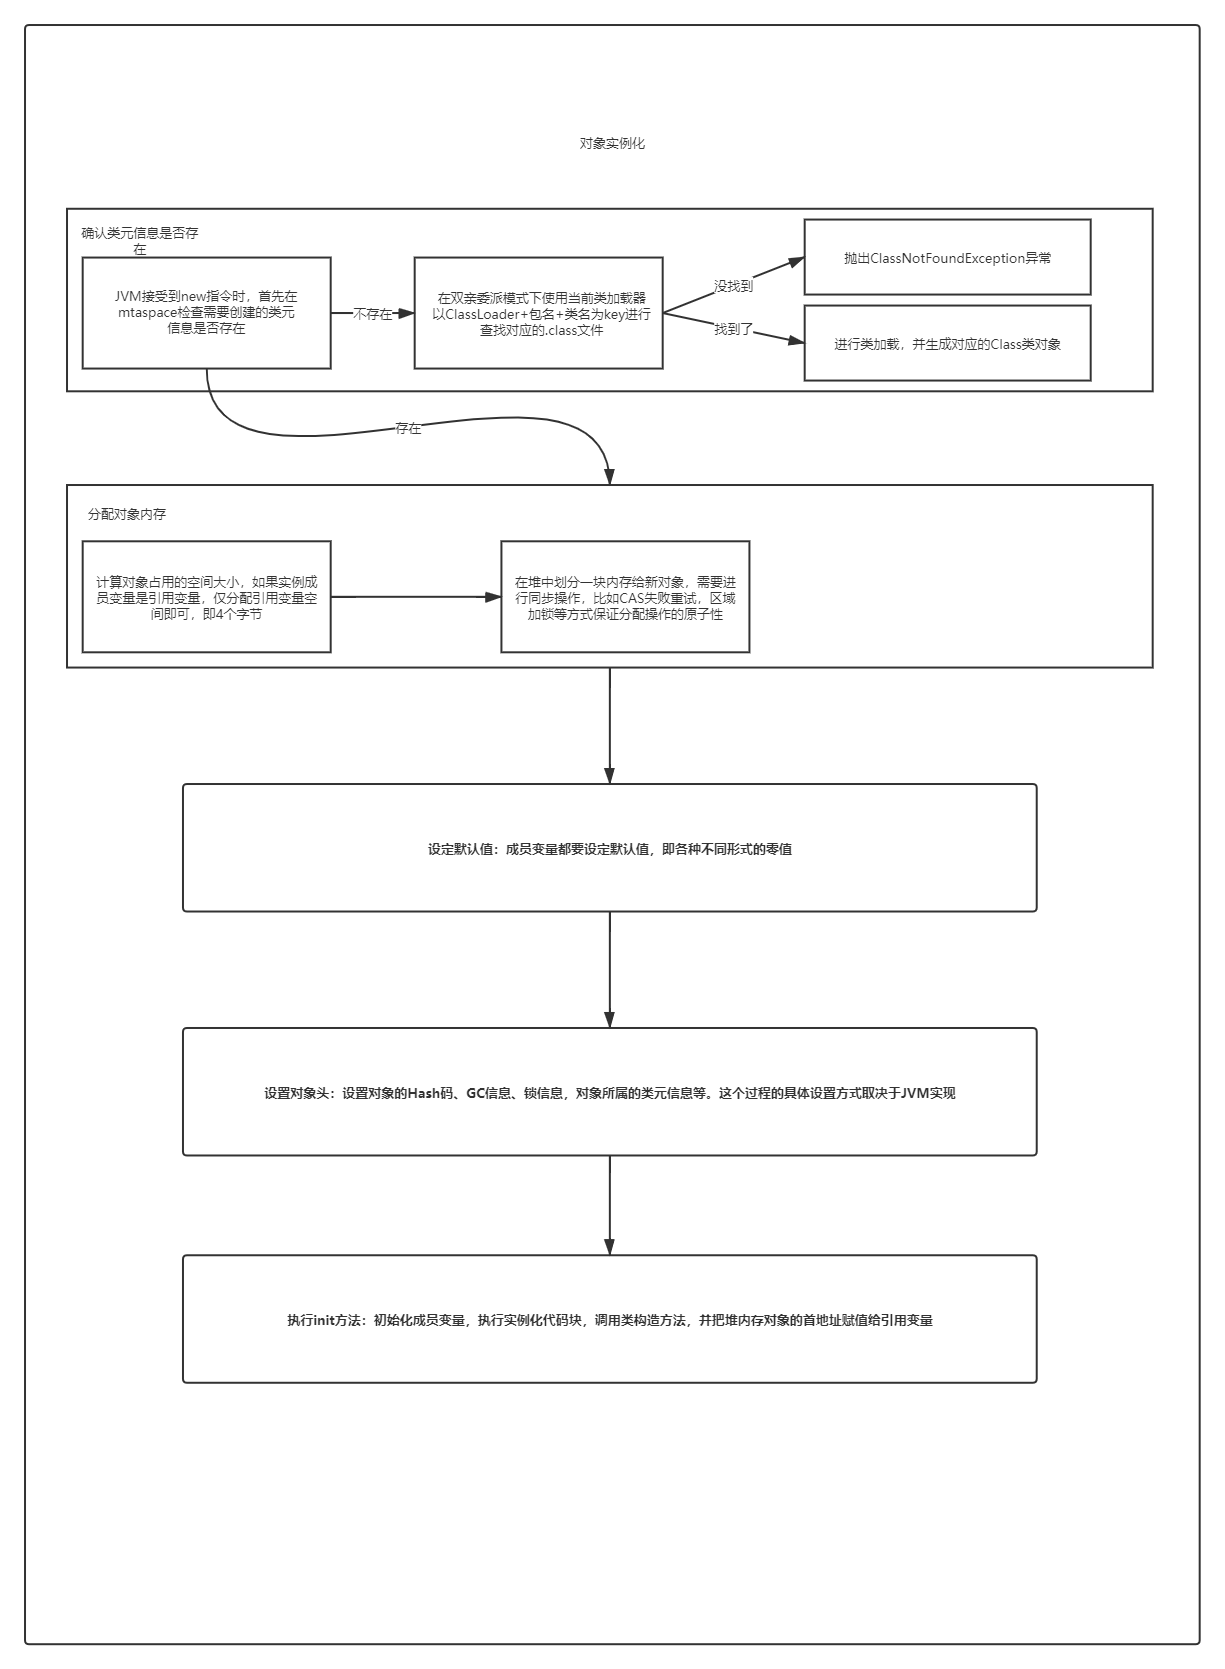 对象实例化
确认类元信息是否存
在
JVM接受到new指令时，首先在
mtaspace检查需要创建的类元
信息是否存在
不存在
在双亲委派模式下使用当前类加载器
以ClassLoader+包名+类名为key进行
查找对应的.class文件
没找到
抛出ClassNotFoundException异常
找到了
进行类加载，并生成对应的Class类对象
存在
分配对象内存
计算对象占用的空间大小，如果实例成
员变量是引用变量，仅分配引用变量空
间即可，即4个字节
在堆中划分一块内存给新对象，需要进
行同步操作，比如CAS失败重试，区域
加锁等方式保证分配操作的原子性
设定默认值：成员变量都要设定默认值，即各种不同形式的零值
设置对象头：设置对象的Hash码、GC信息、锁信息，对象所属的类元信息等。这个过程的具体设置方式取决于JVM实现
执行init方法：初始化成员变量，执行实例化代码块，调用类构造方法，并把堆内存对象的首地址赋值给引用变量